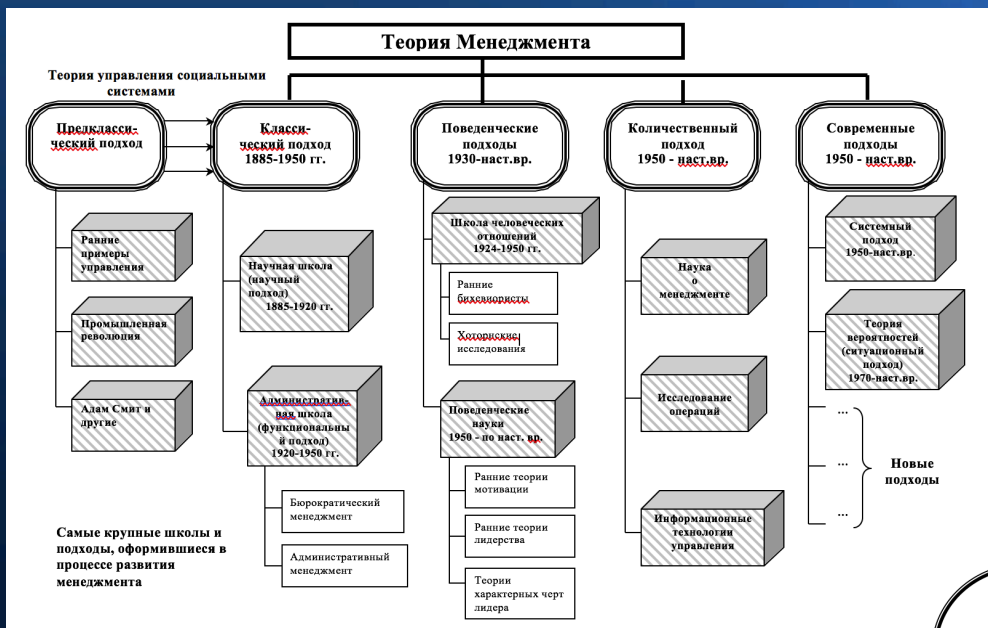 Теория Менеджмента
Теория управления социальными
системами
Предклассси-
ческий подход
Класси-
ческий подход
1885-1950 гг.
Поведенческие
подходы
1930-наст.вр.
Количественный
подход
1950 - наст.вр.
Современные
подходы
1950 - наст.вр.
Ранние
примеры
управления
Промышленная
революция
Адам Смит и
другие
Научная школа
(научный
подход)
1885-1920 гг.
Административ-
ная школа
(функциональны
й подход)
1920-1950 гг.
Бюрократический
менеджмент
Административный
менеджмент
Школа человеческих
отношений
1924-1950 гг.
Ранние
бихевиористы
Хоторнские
исследования
Поведенческие
науки
1950 - по наст. вр.
Ранние теории
мотивации
Ранние теории
лидерства
Теории
характерных черт
лидера
Наука
о
менеджменте
Исследование
операций
Информационные
технологии
управления
Системный
подход
1950-наст.вр.
Теория
вероятностей
(ситуационный
подход)
1970-наст.вр.
...
...
...
Новые
подходы
Самые крупные школы и
подходы, оформившиеся в
процессе развития
менеджмента